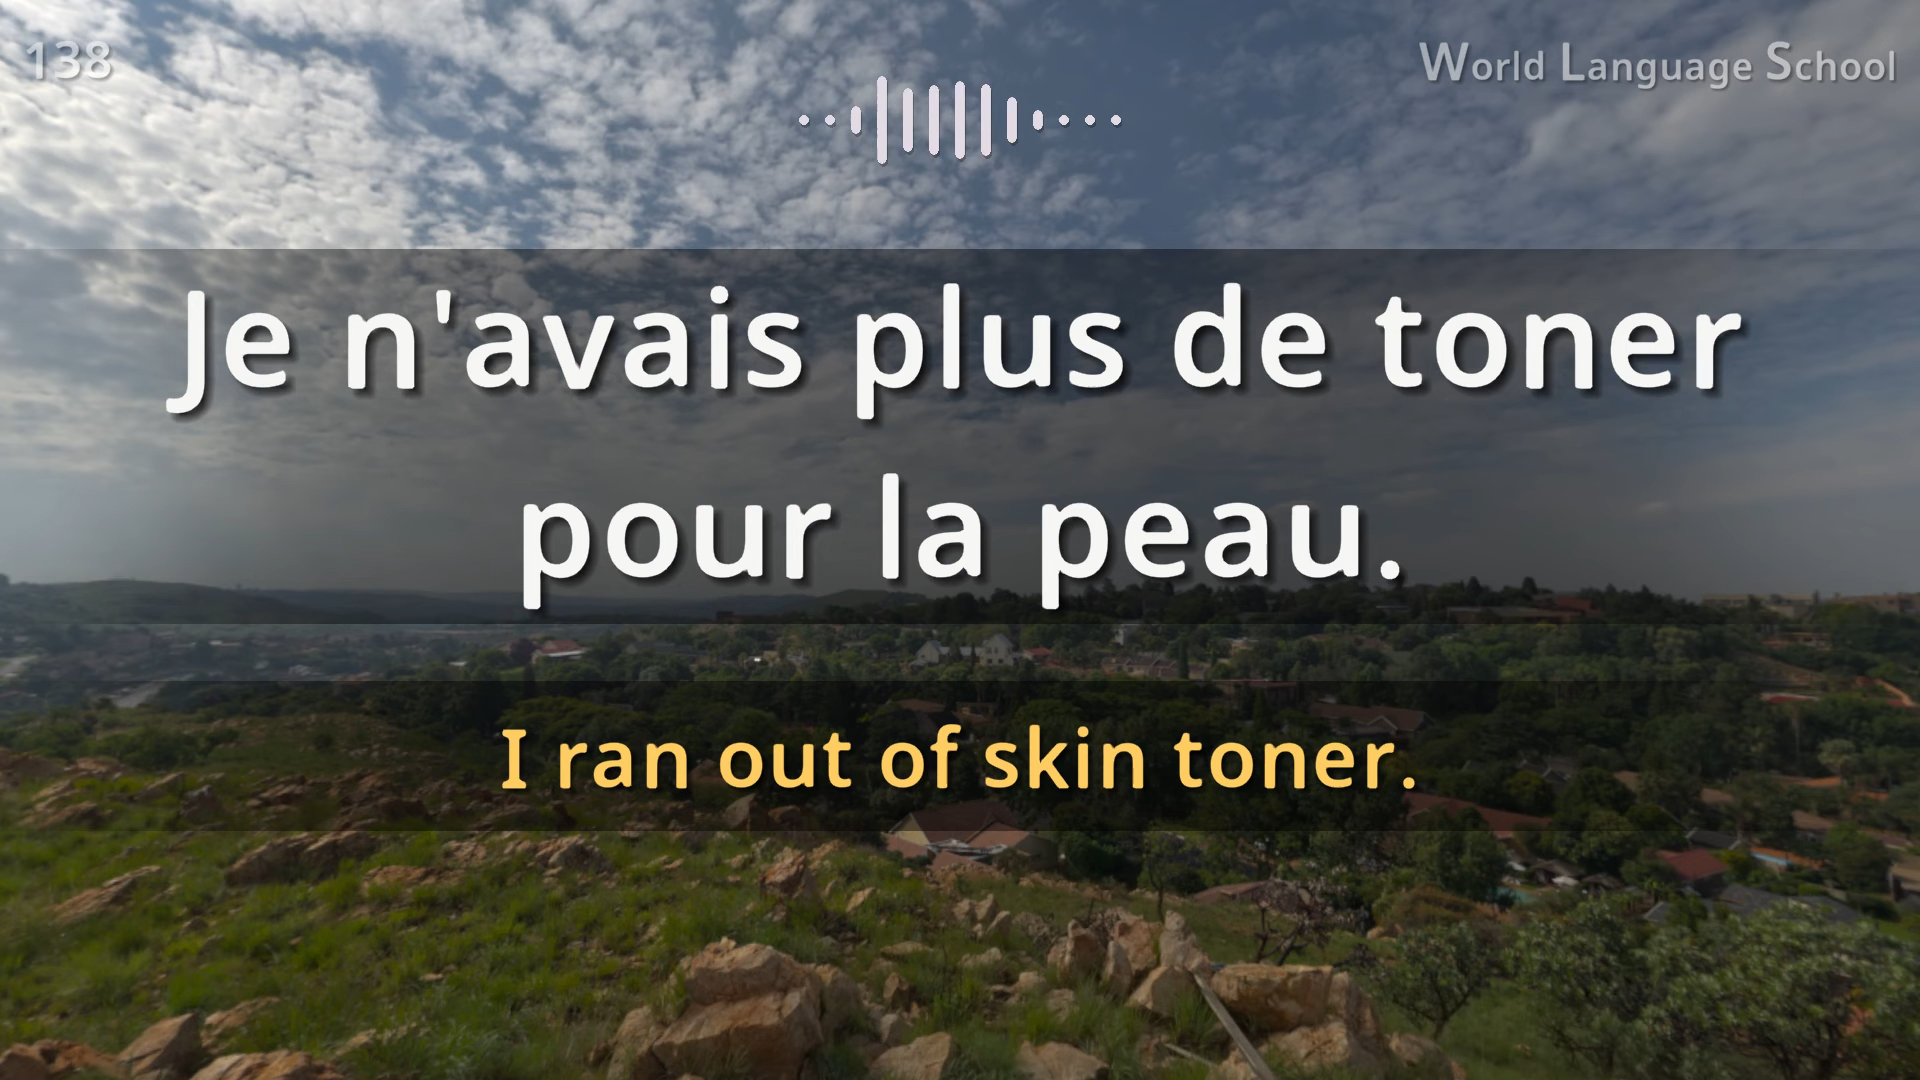 138
World Language School
Je n'avais plus de toner
pour la peau.
I ran out of skin toner.